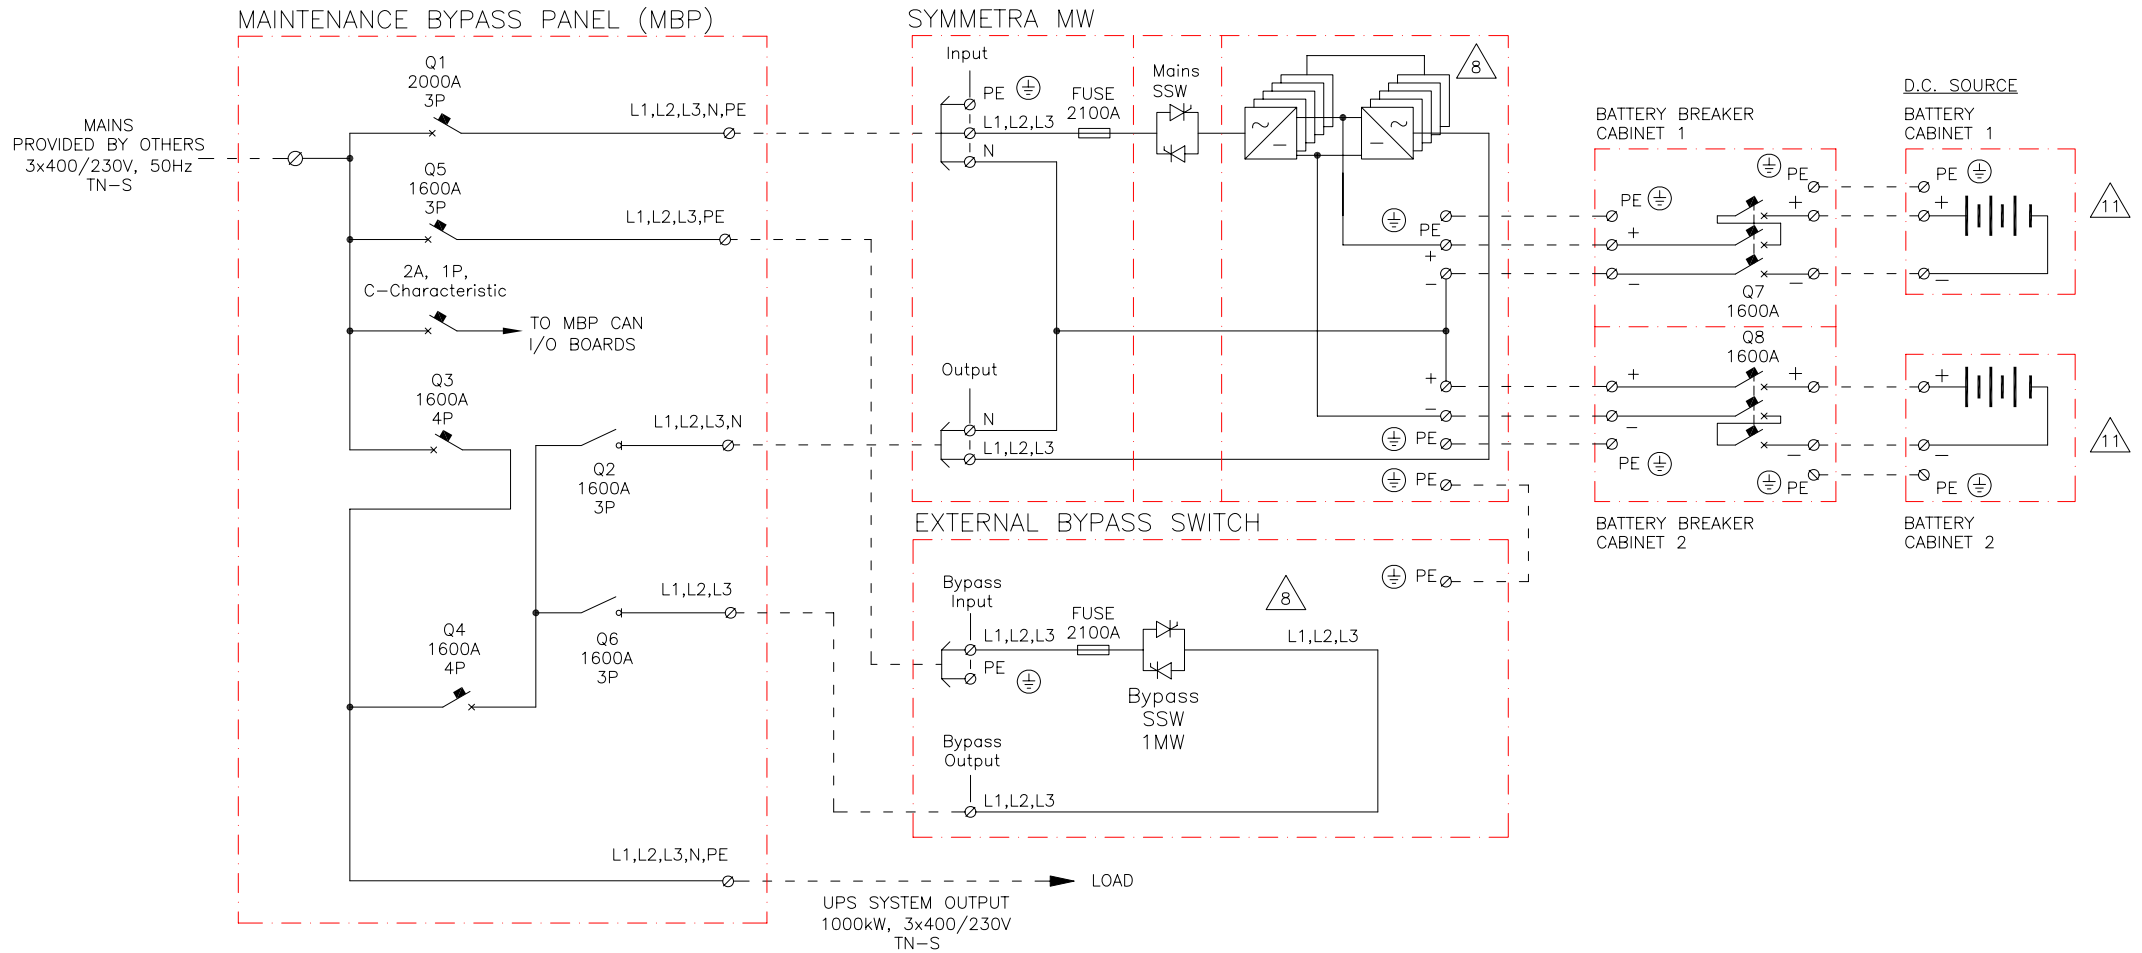 MAINTENANCE BYPASS PANEL (MBP)
MAINS
PROVIDED BY OTHERS
3x400/230V, 50Hz
TN-S
Q1
2000A
3P
L1,L2,L3,N,PE
Q5
1600A
3P
L1,L2,L3,PE
2A, 1P,
C-Characteristic
TO MBP CAN
I/O BOARDS
Q3
1600A
4P
L1,L2,L3,N
Q2
1600A
3P
L1,L2,L3
Q6
1600A
3P
Q4
1600A
4P
L1,L2,L3,N,PE
LOAD
UPS SYSTEM OUTPUT
1000kW, 3x400/230V
TN-S
SYMMETRA MW
Input
PE
L1,L2,L3
N
FUSE
2100A
Mains
SSW
~
–
~
–
8
PE
+
–
+
–
PE
PE
Output
N
L1,L2,L3
EXTERNAL BYPASS SWITCH
PE
Bypass
Input
L1,L2,L3
PE
FUSE
2100A
8
L1,L2,L3
Bypass
SSW
1MW
Bypass
Output
L1,L2,L3
BATTERY BREAKER
CABINET 1
PE
PE
+
+
–
–
Q7
1600A
Q8
1600A
+
+
–
–
PE
PE
BATTERY BREAKER
CABINET 2
D.C. SOURCE
BATTERY
CABINET 1
PE
+
–
11
+
–
PE
11
BATTERY
CABINET 2